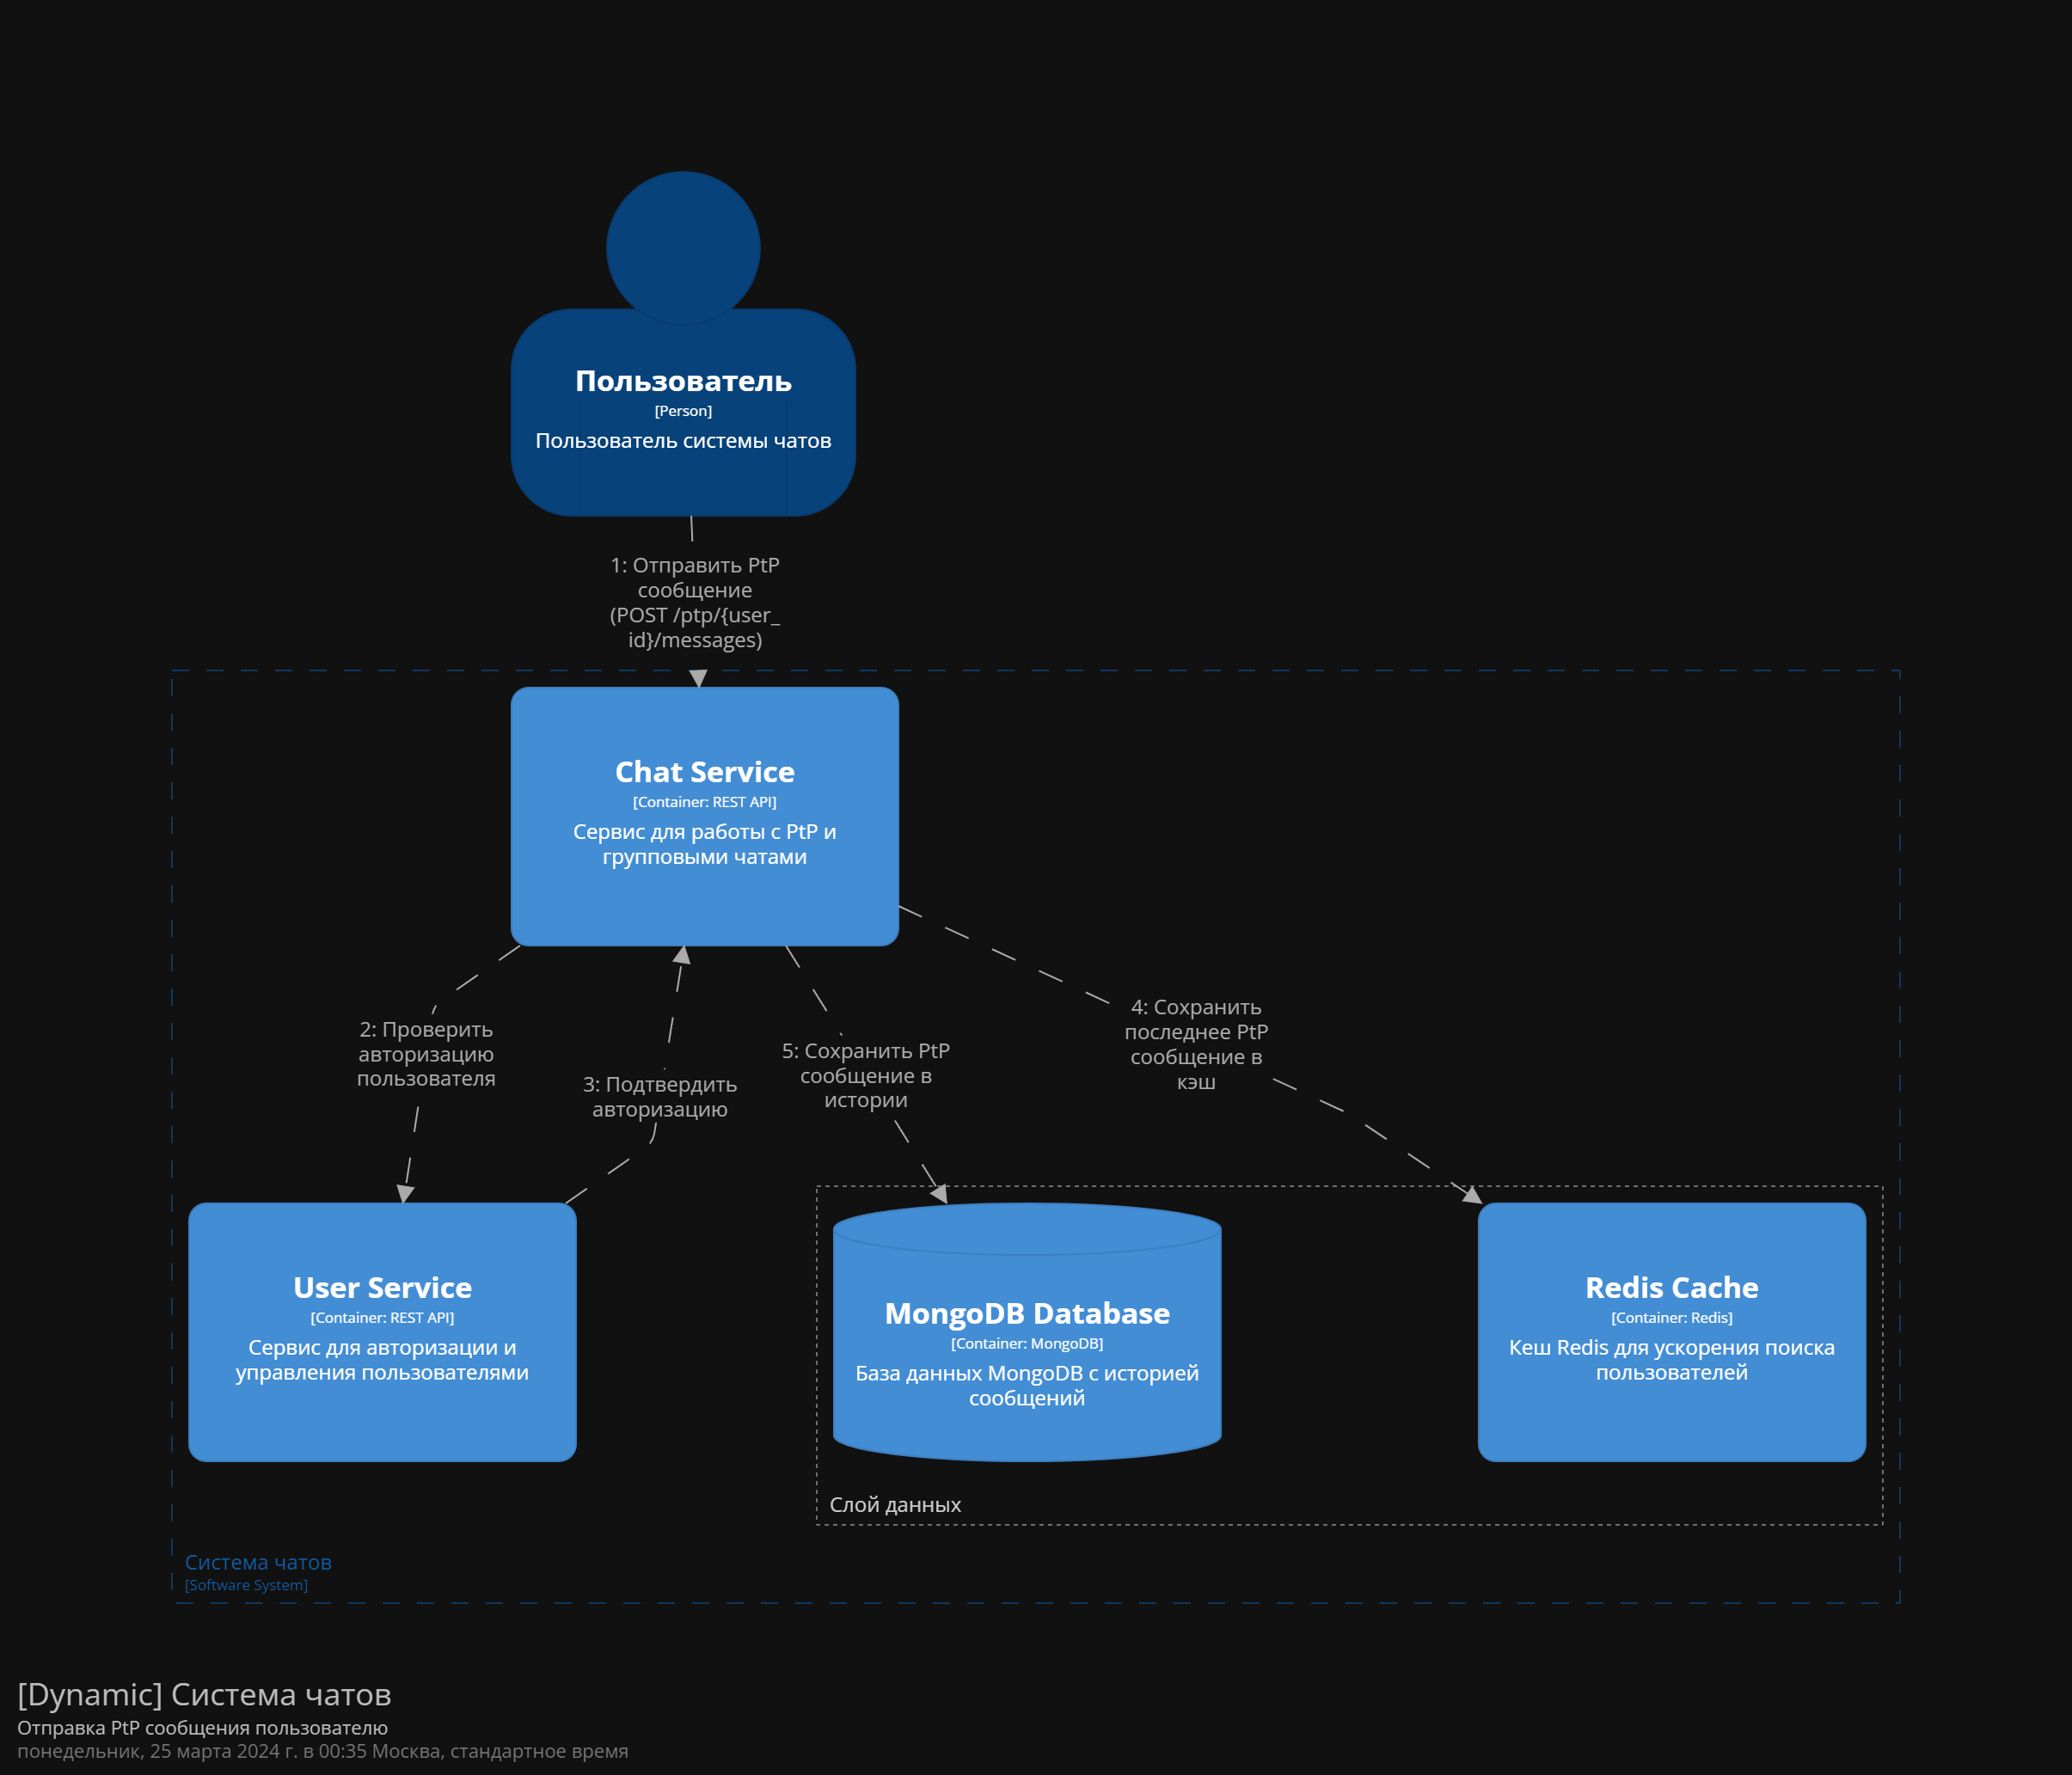 Пользователь
[Person]
Пользователь системы чатов
1: Отправить PtP
сообщение
(POST /ptp/{user_
id}/messages)
Chat Service
[Container: REST API]
Сервис для работы с PtP и
групповыми чатами
2: Проверить
авторизацию
пользователя
3: Подтвердить
авторизацию
5: Сохранить PtP
сообщение в
истории
4: Сохранить
последнее PtP
сообщение в
кэш
User Service
[Container: REST API]
Сервис для авторизации и
управления пользователями
MongoDB Database
[Container: MongoDB]
База данных MongoDB с историей
сообщений
Redis Cache
[Container: Redis]
Кеш Redis для ускорения поиска
пользователей
Слой данных
Система чатов
[Software System]
[Dynamic] Система чатов
Отправка PtP сообщения пользователю
понедельник, 25 марта 2024 г. в 00:35 Москва, стандартное время